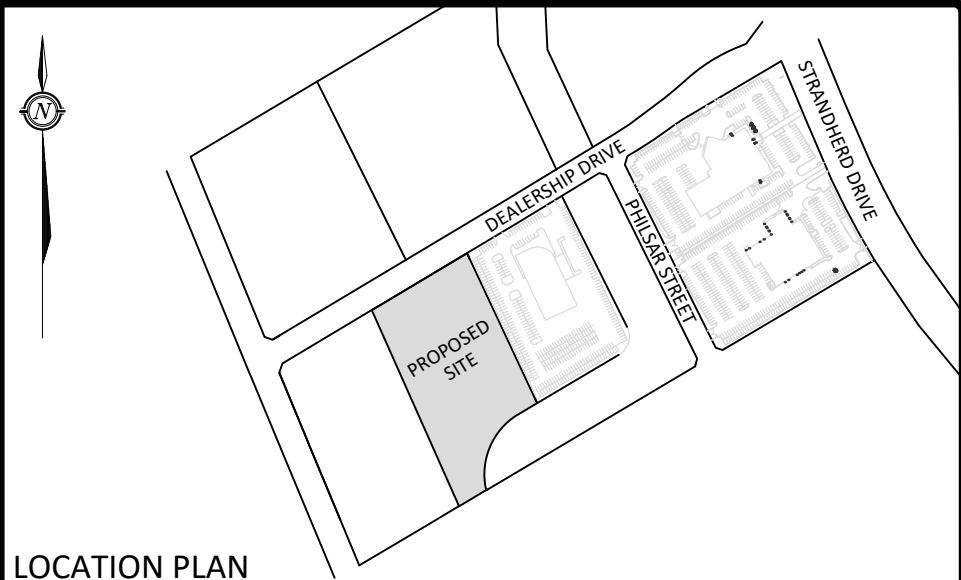 N
STRANDHERD DRIVE
DEALERSHIP DRIVE
PHILSAR STREET
PROPOSED
SITE
LOCATION PLAN